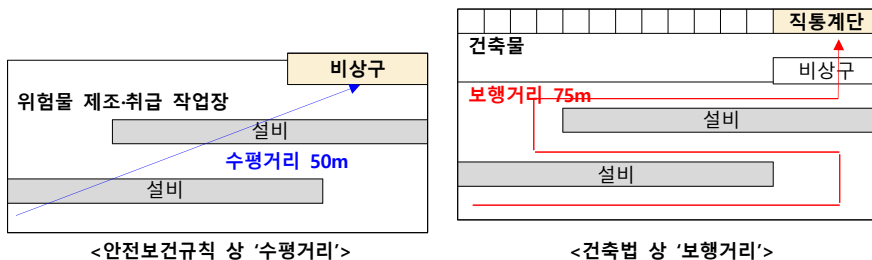 비상구
위험물 제조·취급 작업장
설비
수평거리 50m
설비
<안전보건규칙 상 ‘수평거리’>
직통계단
건축물
비상구
보행거리 75m
설비
설비
<건축법 상 ‘보행거리’>